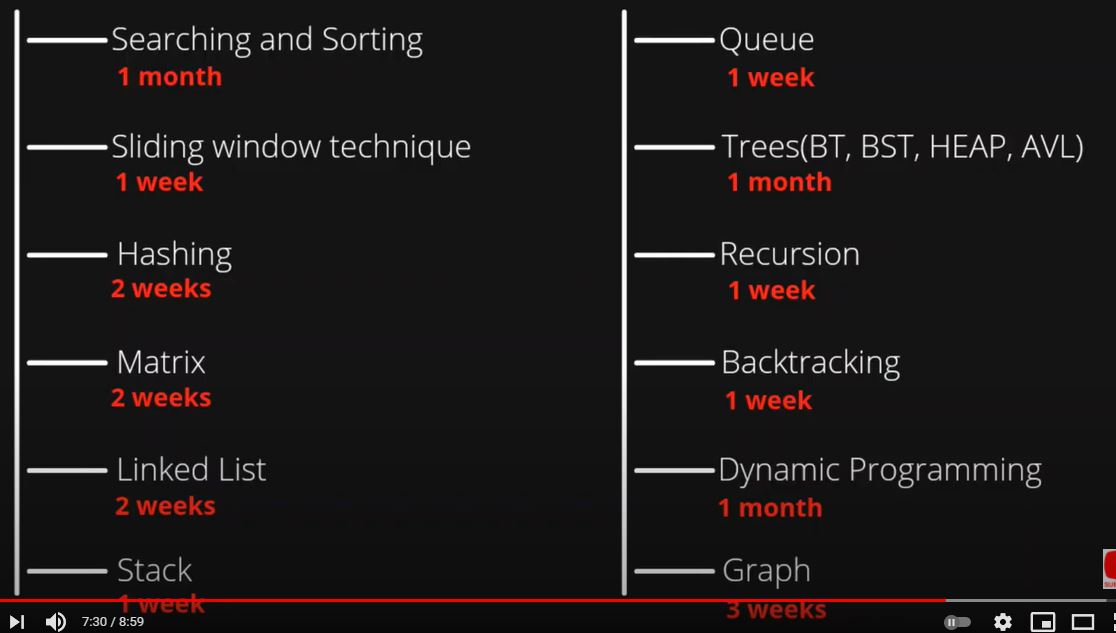 Searching and Sorting
1 month
Sliding window technique
1 week
Hashing
2 weeks
Matrix
2 weeks
Linked List
2 weeks
Stack
1 week
Queue
1 week
Trees(BT, BST, HEAP, AVL)
1 month
Recursion
1 week
Backtracking
1 week
Dynamic Programming
1 month
Graph
3 weeks
7:30 / 8:59